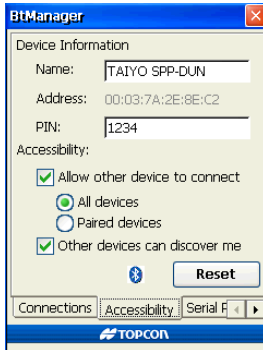 BtManager
Device Information
Name: TAIYO SPP-DUN
Address: 00:03:7A:2E:8E:C2
PIN: 1234
Accessibility:
Allow other device to connect
All devices
Paired devices
Other devices can discover me
Reset
Connections Accessibility Serial
TOPCON